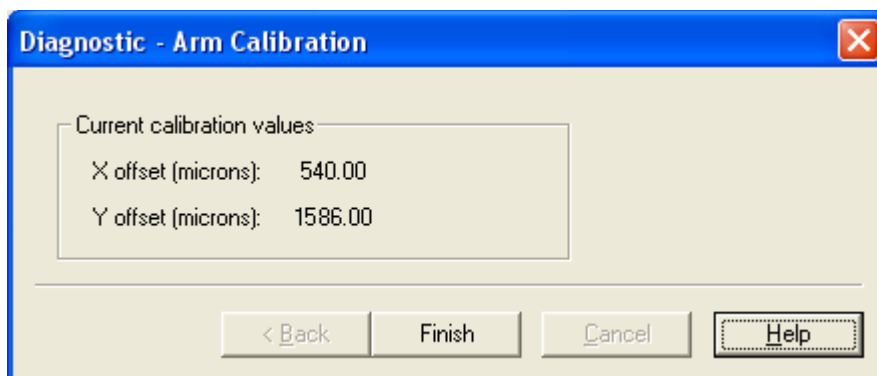 Diagnostic - Arm Calibration
Current calibration values
X offset (microns): 540.00
Y offset (microns): 1586.00
< Back Finish Cancel Help